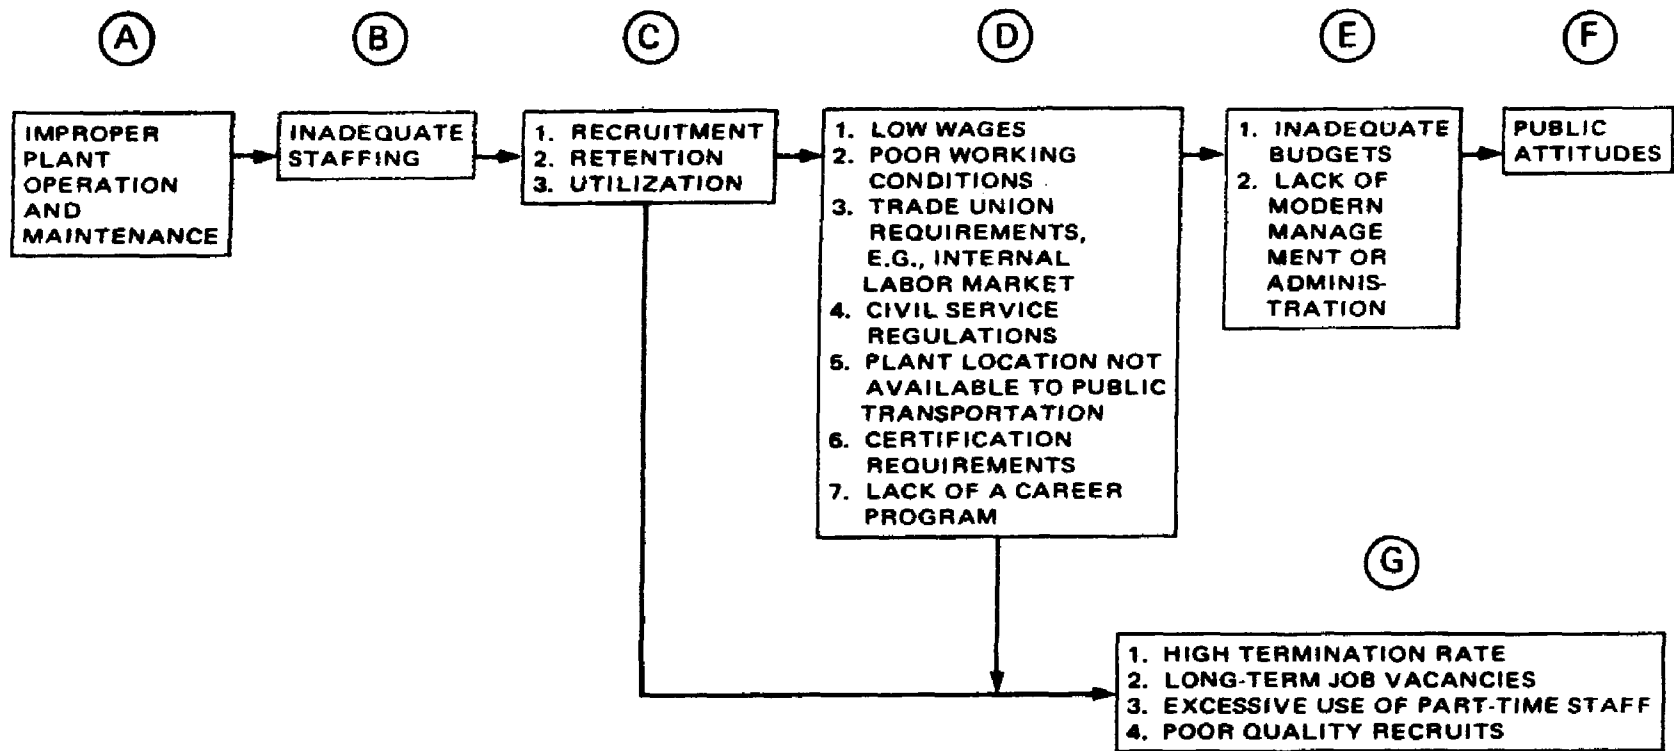 A
B
C
D
E
F
IMPROPER
PLANT
OPERATION
AND
MAINTENANCE
INADEQUATE
STAFFING
1. RECRUITMENT
2. RETENTION
3. UTILIZATION
1. LOW WAGES
2. POOR WORKING
CONDITIONS
3. TRADE UNION
REQUIREMENTS,
E.G., INTERNAL
LABOR MARKET
4. CIVIL SERVICE
REGULATIONS
5. PLANT LOCATION NOT
AVAILABLE TO PUBLIC
TRANSPORTATION
6. CERTIFICATION
REQUIREMENTS
7. LACK OF A CAREER
PROGRAM
1. INADEQUATE
BUDGETS
2. LACK OF
MODERN
MANAGE
MENT OR
ADMINIS-
TRATION
PUBLIC
ATTITUDES
G
1. HIGH TERMINATION RATE
2. LONG-TERM JOB VACANCIES
3. EXCESSIVE USE OF PART-TIME STAFF
4. POOR QUALITY RECRUITS